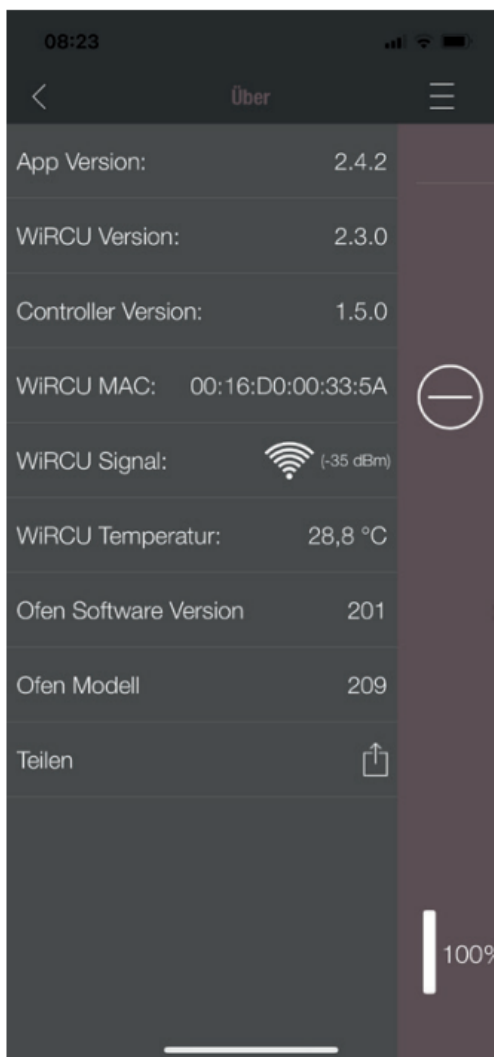 08:23
Über
App Version: 2.4.2
WiRCU Version: 2.3.0
Controller Version: 1.5.0
WiRCU MAC: 00:16:D0:00:33:5A
WiRCU Signal: (-35 dBm)
WiRCU Temperatur: 28,8 °C
Ofen Software Version 201
Ofen Modell 209
Teilen
100%